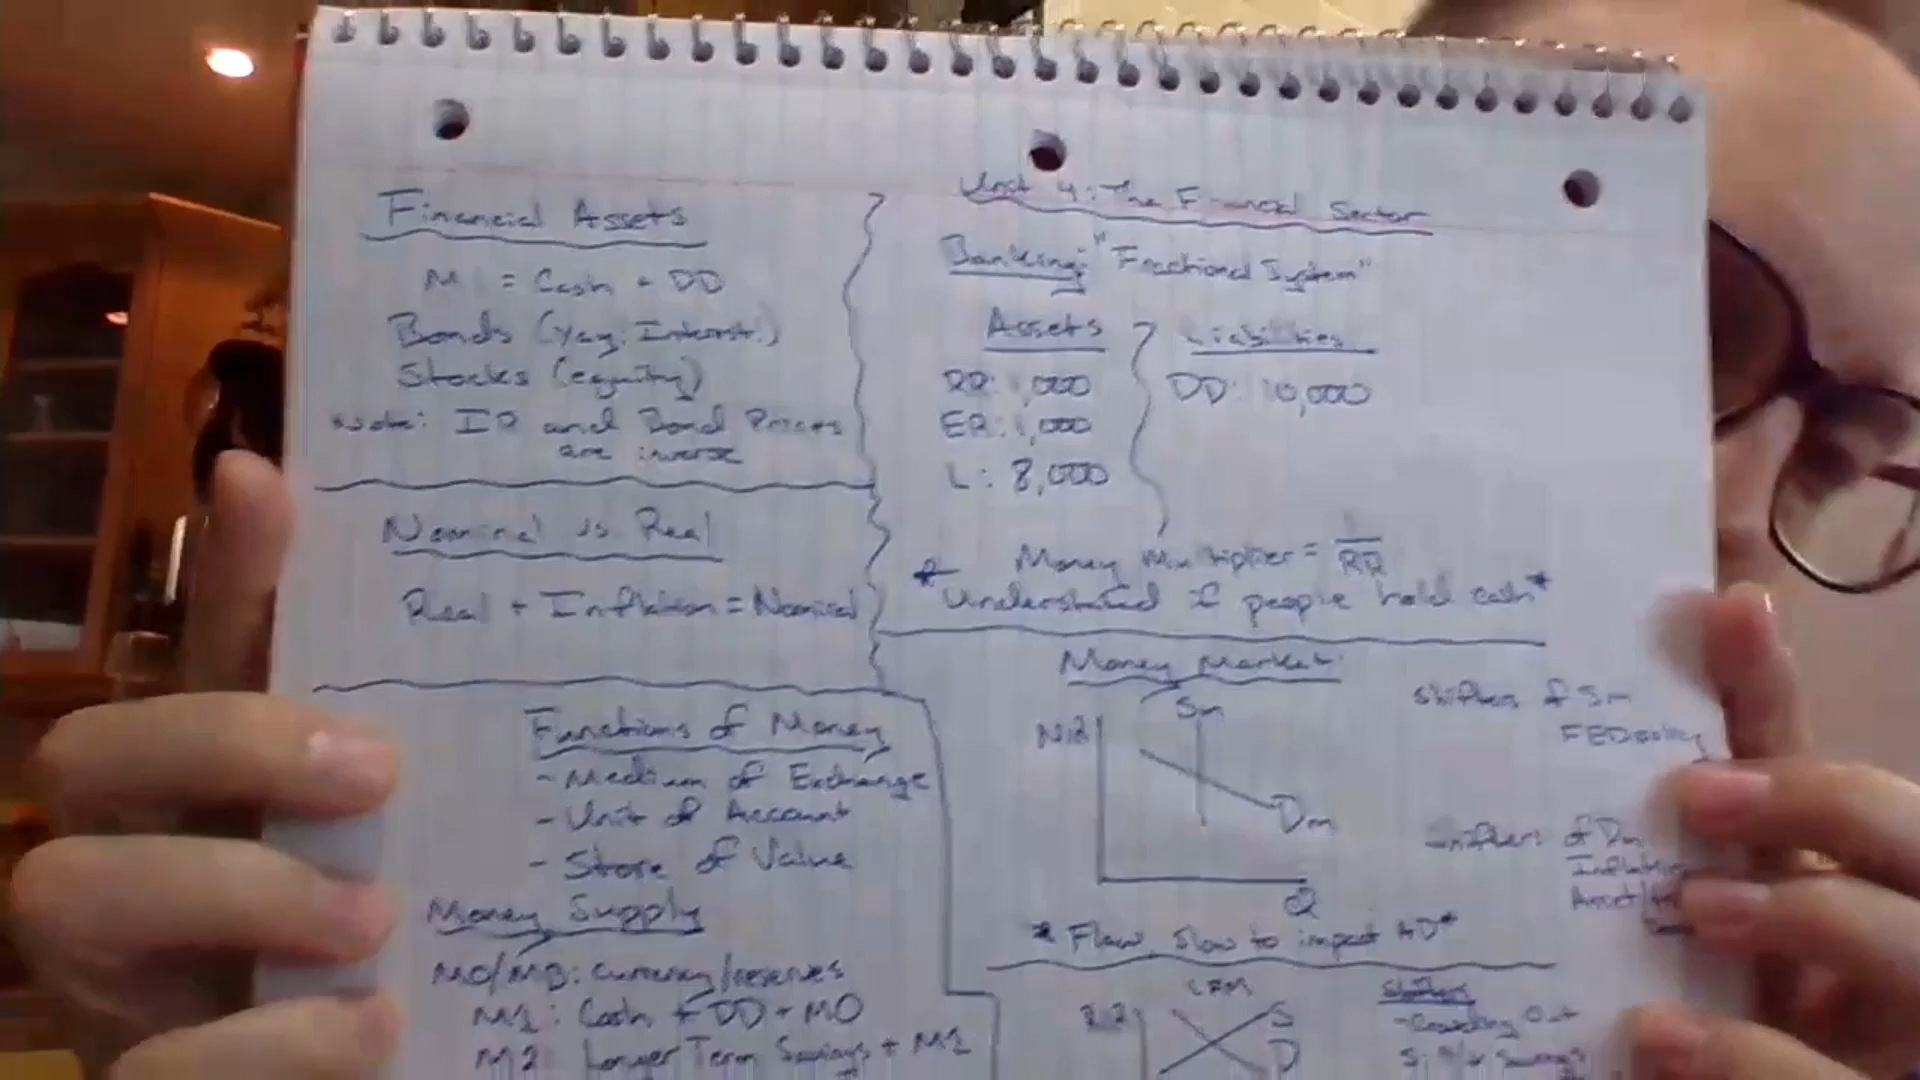 Unit 4: The Financial Sector
Financial Assets
M1 = Cash + DD
Bonds (Yay. Interest!)
Stocks (equity)
Note: IR and Bond Prices
are inverse
Nominal vs Real
Real + Inflation = Nominal
Functions of Money
- Medium of Exchange
- Unit of Account
- Store of Value
Money Supply
M0/MB: currency/reserves
M1: Cash + DD + M0
M2: Longer Term Savings + M1
Banking: "Fractional System"
Assets
RR: 1,000
ER: 1,000
L: 8,000
Liabilities
DD: 10,000
Money Multiplier = 1/RR
* Understated if people hold cash*
Money Market:
Sm
NIR
Dm
Q
Shifters of Sm
FED policy
Shifters of Dm
Inflation
* Flaw, slow to impact AD*
LFM
S
D
Shifters
- Crowding Out